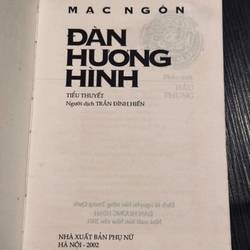 MẠC NGÔN
ĐÀN
HƯƠNG
HÌNH
TIỂU THUYẾT
Người dịch TRẦN ĐÌNH HIẾN
NHÀ XUẤT BẢN PHỤ NỮ
HÀ NỘI - 2002